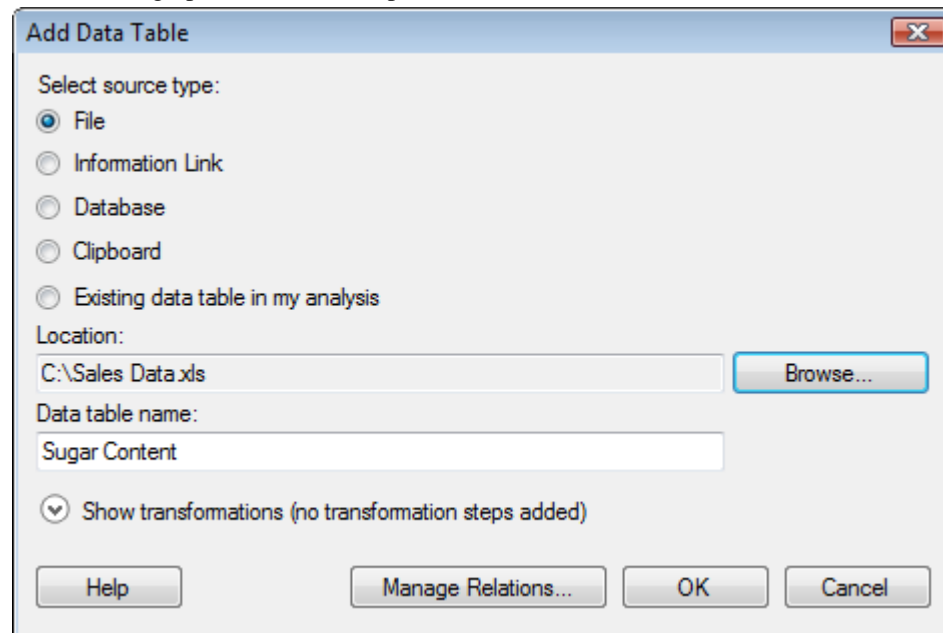 Add Data Table
Select source type:
File
Information Link
Database
Clipboard
Existing data table in my analysis
Location:
C:\Sales Data.xls
Browse...
Data table name:
Sugar Content
Show transformations (no transformation steps added)
Help
Manage Relations...
OK
Cancel